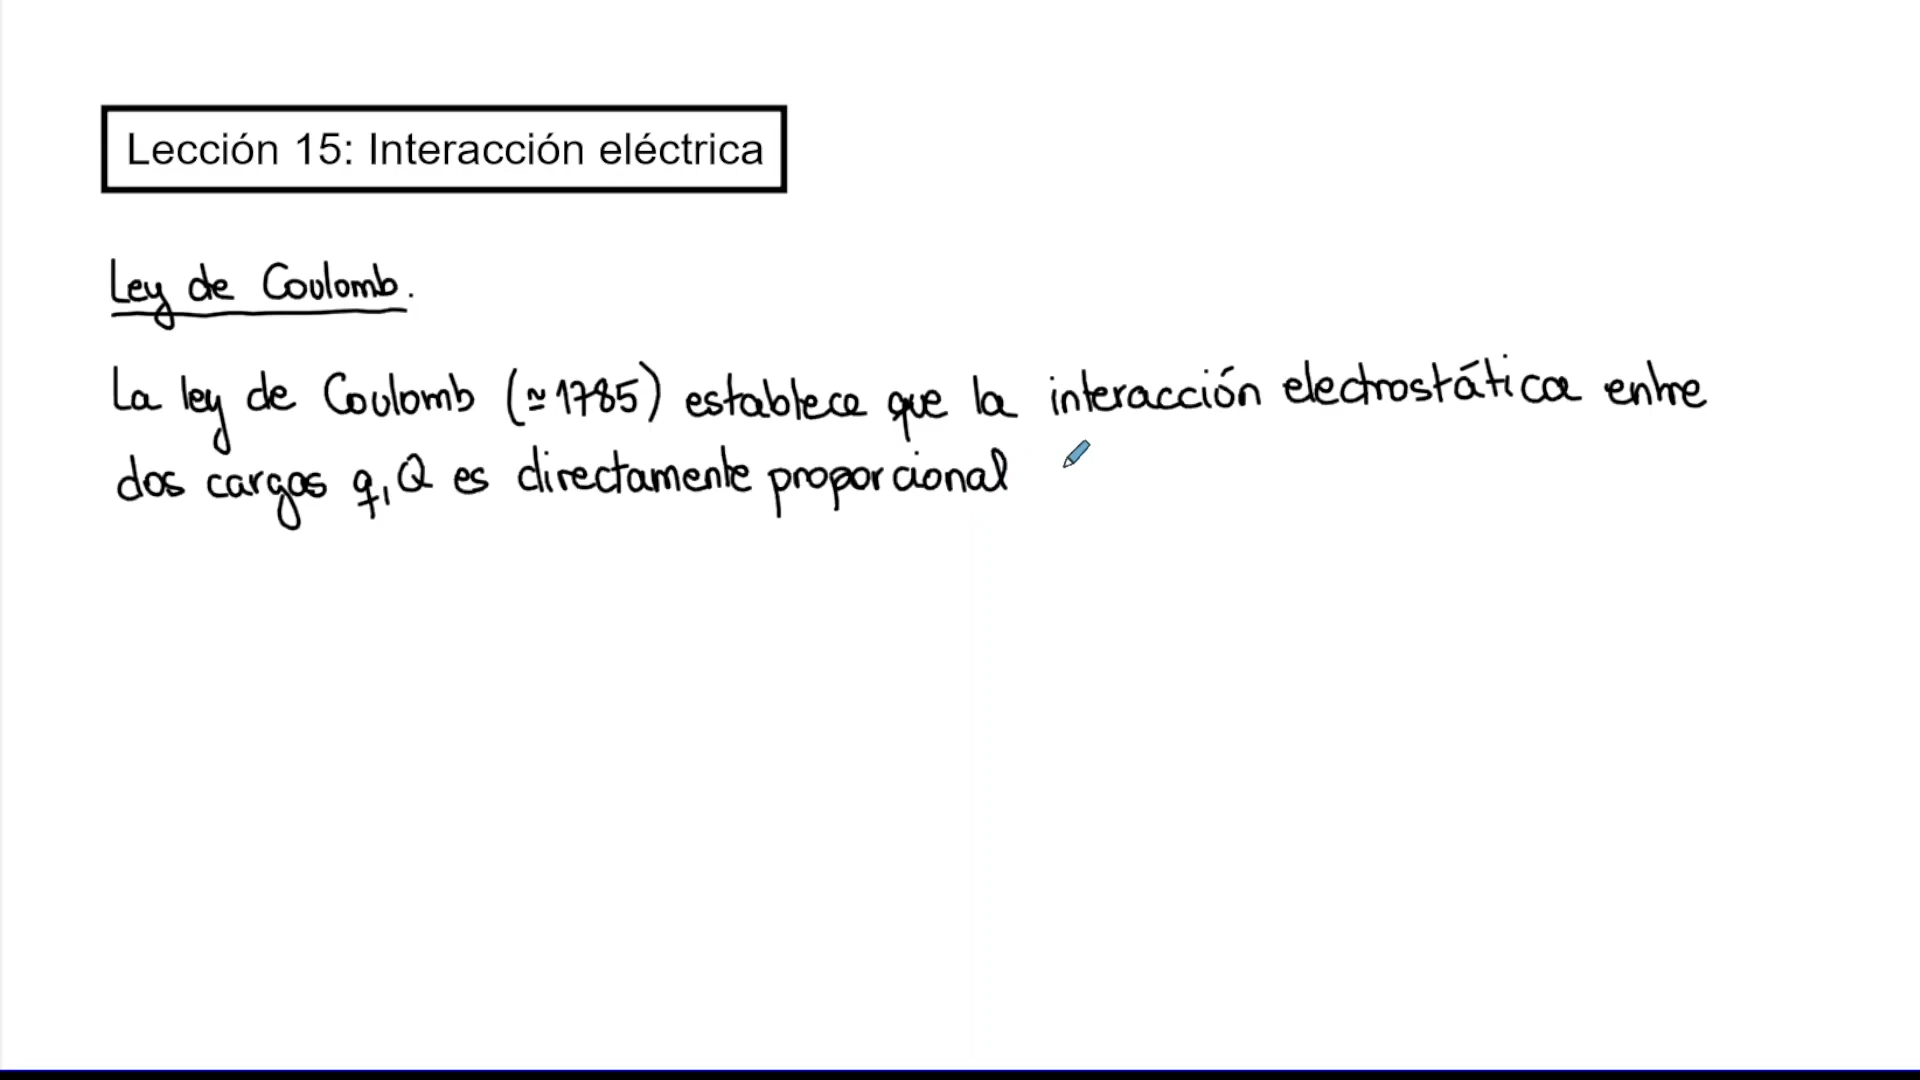 Lección 15: Interacción eléctrica
Ley de Coulomb.
La ley de Coulomb (≃1785) establece que la interacción electrostática entre
dos cargas q, Q es directamente proporcional